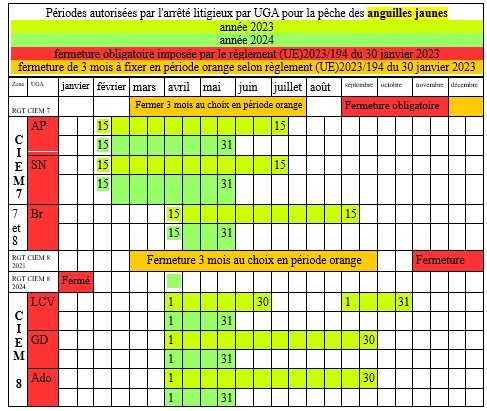 Périodes autorisées par l'arrêté litigieux par UGA pour la pêche des anguilles jaunes
année 2023
année 2024
fermeture obligatoire imposée par le règlement (UE)2023/194 du 30 janvier 2023
fermeture de 3 mois à fixer en période orange selon règlement (UE)2023/194 du 30 janvier 2023
Zone UGA janvier février mars avril mai juin juillet août septembre octobre novembre décembre
RGT CIEM 7 Fermer 3 mois au choix en période orange Fermeture obligatoire
CIEM7
AP 15 15
15 31
SN 15 15
15 31
7 et 8
Br 15 15
15 31
RGT CIEM 8 2021 Fermeture 3 mois au choix en période orange Fermeture
RGT CIEM 8 2024 Fermé
CIEM 8
LCV 1 30 1 31
1 31
GD 1 30
1 31
Ado 1 30
1 31